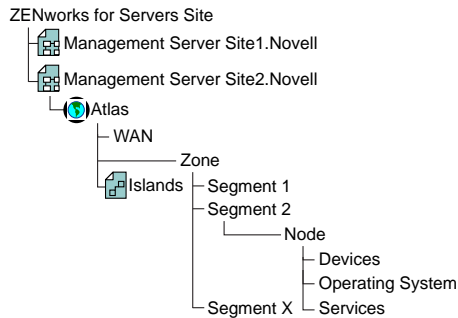 ZENworks for Servers Site
Management Server Site1.Novell
Management Server Site2.Novell
Atlas
WAN
Zone
Islands
Segment 1
Segment 2
Node
Devices
Operating System
Services
Segment X